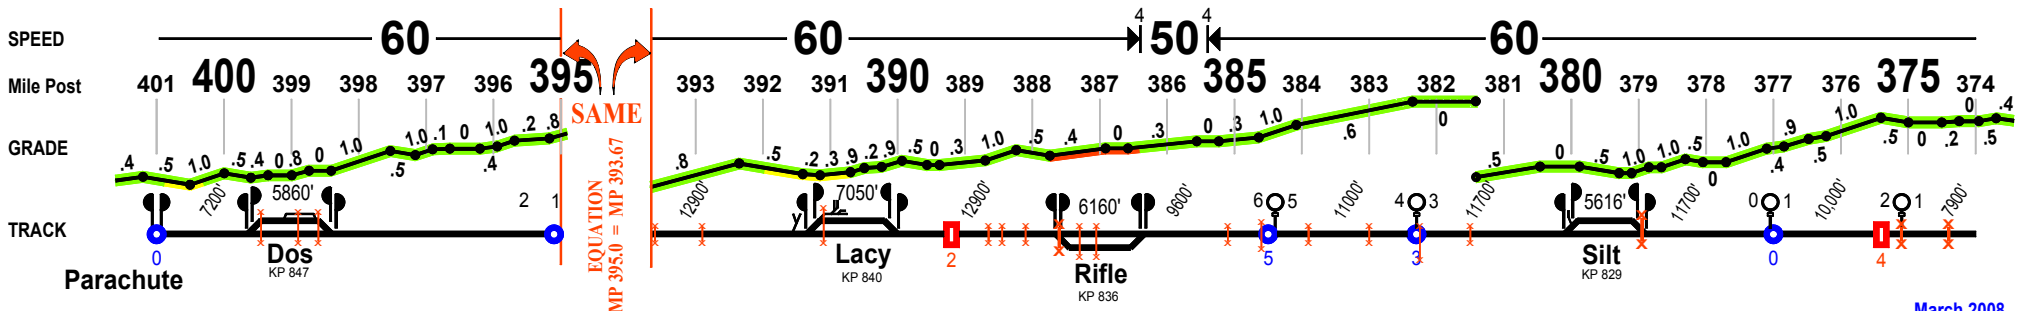 4 4
SPEED 60 60 50 60
Mile Post 401 400 399 398 397 396 395 393 392 391 390 389 388 387 386 385 384 383 382 381 380 379 378 377 376 375 374
SAME
EQUATION
MP 395.0 = MP 393.67
GRADE .4 .5 1.0 .5 .4 0 .8 0 1.0 .5 1.0 .1 0 .4 1.0 .2 .8 .8 .5 .2 .3 .9 .2 .9 .5 0 .3 1.0 .5 .4 0 .3 0 .3 1.0 .6 0 .5 0 .5 1.0 1.0 .5 0 1.0 .4 .9 .5 1.0 .5 0 .2 0 .5 .4
7200' 5860' 2 1 12900' 7050' 12900' 6160' 9600' 6 5 11000' 4 3 11700' 5616' 11700' 0 1 10,000' 2 1 7900'
TRACK
Y
0 Dos Lacy 2 Rifle 5 3 Silt 0 4
KP 847 KP 840 KP 836 KP 829
Parachute
March 2008